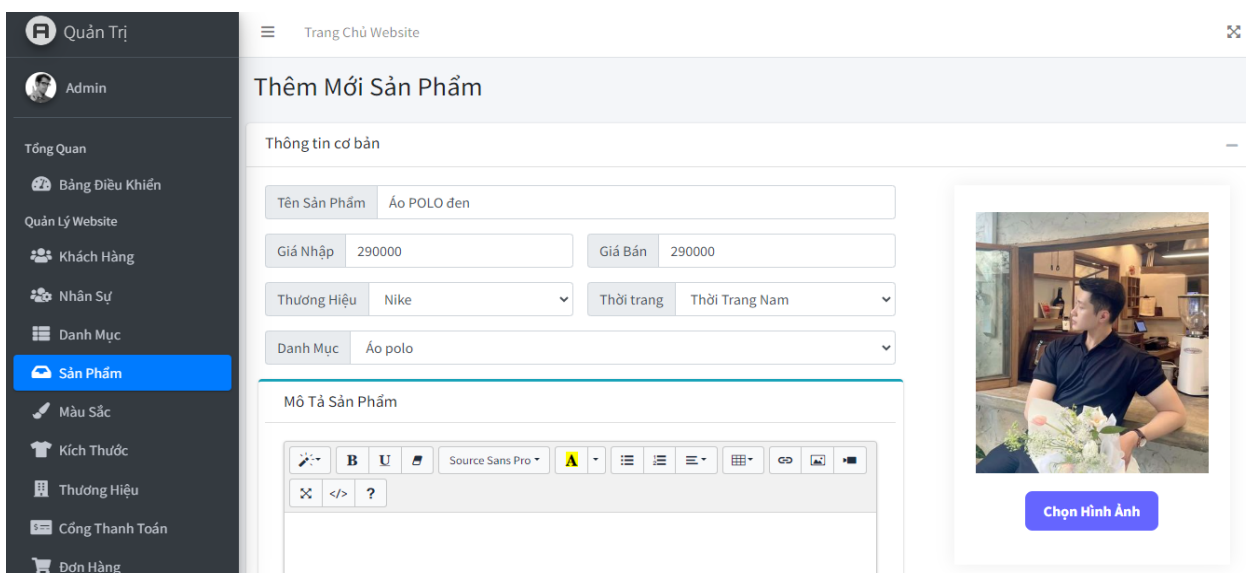 Quản Trị
Trang Chủ Website
Admin
Thêm Mới Sản Phẩm
Tổng Quan
Bảng Điều Khiển
Quản Lý Website
Khách Hàng
Nhân Sự
Danh Mục
Sản Phẩm
Màu Sắc
Kích Thước
Thương Hiệu
Cổng Thanh Toán
Đơn Hàng
Thông tin cơ bản
Tên Sản Phẩm Áo POLO đen
Giá Nhập 290000 Giá Bán 290000
Thương Hiệu Nike Thời trang Thời Trang Nam
Danh Mục Áo polo
Mô Tả Sản Phẩm
B U Source Sans Pro A
</> ?
Chọn Hình Ảnh